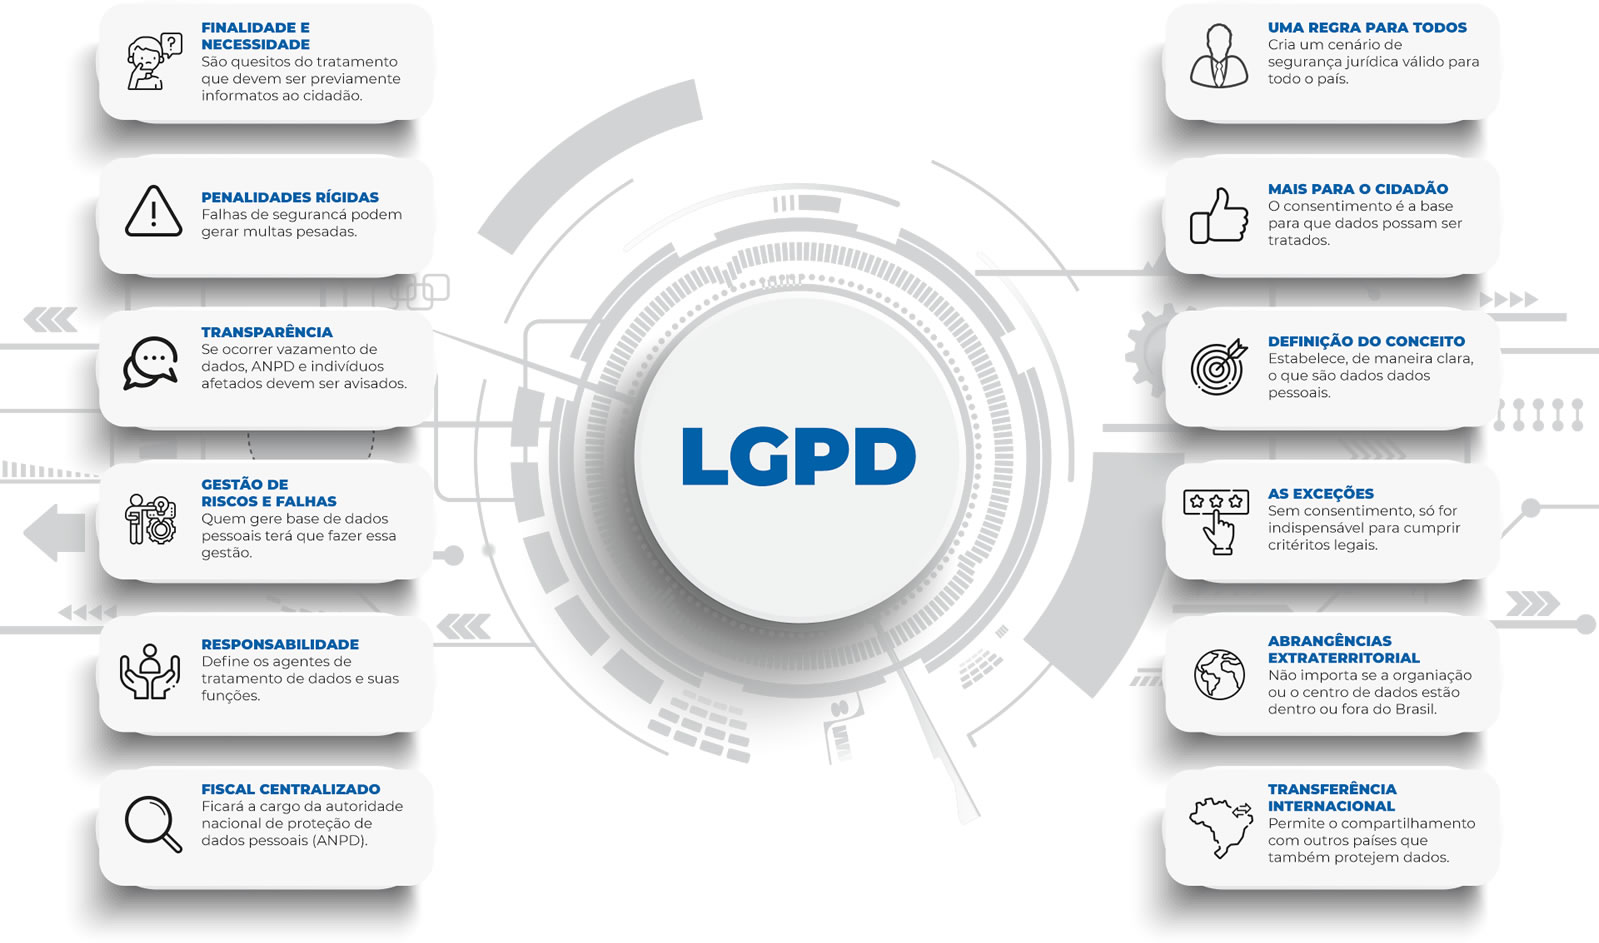 FINALIDADE E
NECESSIDADE
São quesitos do tratamento
que devem ser previamente
informatos ao cidadão.
PENALIDADES RÍGIDAS
Falhas de segurancá podem
gerar multas pesadas.
TRANSPARÊNCIA
Se ocorrer vazamento de
dados, ANPD e indivíduos
afetados devem ser avisados.
GESTÃO DE
RISCOS E FALHAS
Quem gere base de dados
pessoais terá que fazer essa
gestão.
RESPONSABILIDADE
Define os agentes de
tratamento de dados e suas
funções.
FISCAL CENTRALIZADO
Ficará a cargo da autoridade
nacional de proteção de
dados pessoais (ANPD).
LGPD
UMA REGRA PARA TODOS
Cria um cenário de
segurança jurídica válido para
todo o país.
MAIS PARA O CIDADÃO
O consentimento é a base
para que dados possam ser
tratados.
DEFINIÇÃO DO CONCEITO
Estabelece, de maneira clara,
o que são dados dados
pessoais.
AS EXCEÇÕES
Sem consentimento, só for
indispensável para cumprir
critéritos legais.
ABRANGÊNCIAS
EXTRATERRITORIAL
Não importa se a organiação
ou o centro de dados estão
dentro ou fora do Brasil.
TRANSFERÊNCIA
INTERNACIONAL
Permite o compartilhamento
com outros países que
também protejem dados.